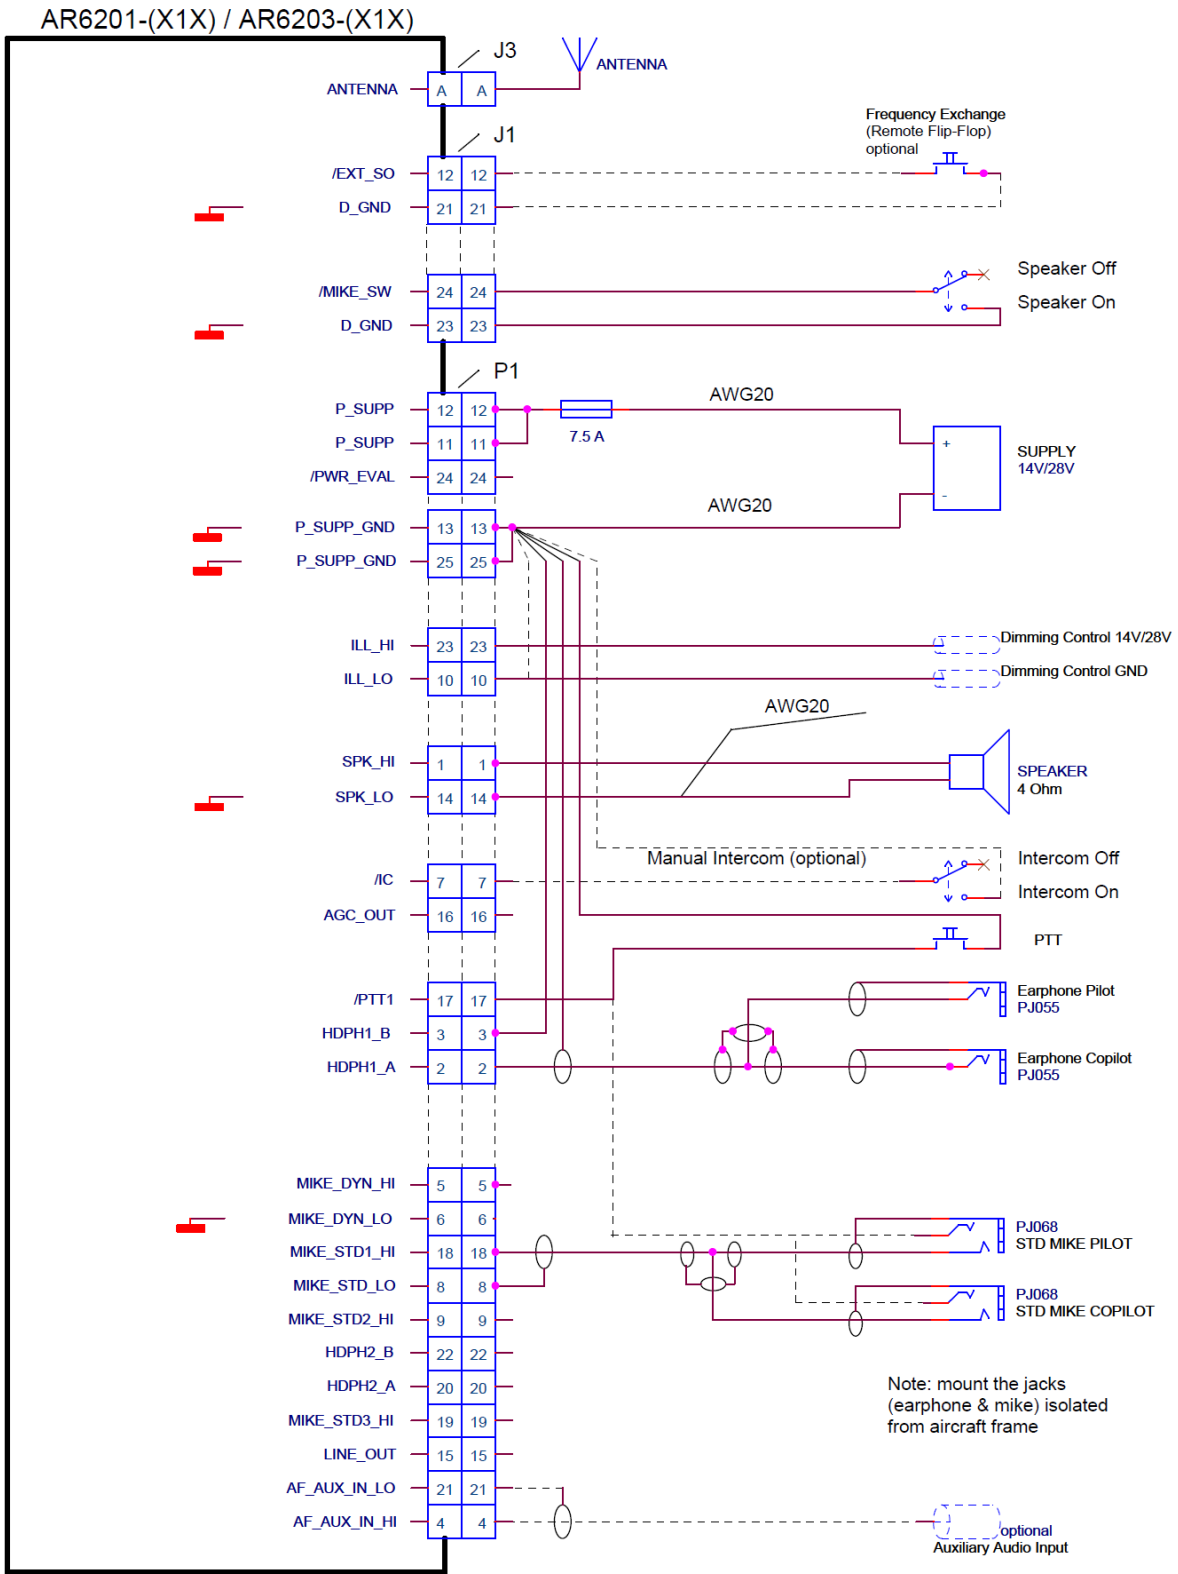 AR6201-(X1X) / AR6203-(X1X)
J3
ANTENNA
A A
ANTENNA
J1
Frequency Exchange
(Remote Flip-Flop)
optional
/EXT_SO
12 12
D_GND
21 21
/MIKE_SW
24 24
Speaker Off
Speaker On
D_GND
23 23
P1
P_SUPP
12 12
AWG20
P_SUPP
11 11
7.5 A
/PWR_EVAL
24 24
+
-
SUPPLY
14V/28V
AWG20
P_SUPP_GND
13 13
P_SUPP_GND
25 25
ILL_HI
23 23
Dimming Control 14V/28V
ILL_LO
10 10
Dimming Control GND
AWG20
SPK_HI
1 1
SPK_LO
14 14
SPEAKER
4 Ohm
Manual Intercom (optional)
Intercom Off
Intercom On
/IC
7 7
AGC_OUT
16 16
PTT
/PTT1
17 17
Earphone Pilot
PJ055
HDPH1_B
3 3
HDPH1_A
2 2
Earphone Copilot
PJ055
MIKE_DYN_HI
5 5
MIKE_DYN_LO
6 6
MIKE_STD1_HI
18 18
PJ068
STD MIKE PILOT
MIKE_STD_LO
8 8
MIKE_STD2_HI
9 9
PJ068
STD MIKE COPILOT
HDPH2_B
22 22
HDPH2_A
20 20
Note: mount the jacks
(earphone & mike) isolated
from aircraft frame
MIKE_STD3_HI
19 19
LINE_OUT
15 15
AF_AUX_IN_LO
21 21
AF_AUX_IN_HI
4 4
optional
Auxiliary Audio Input